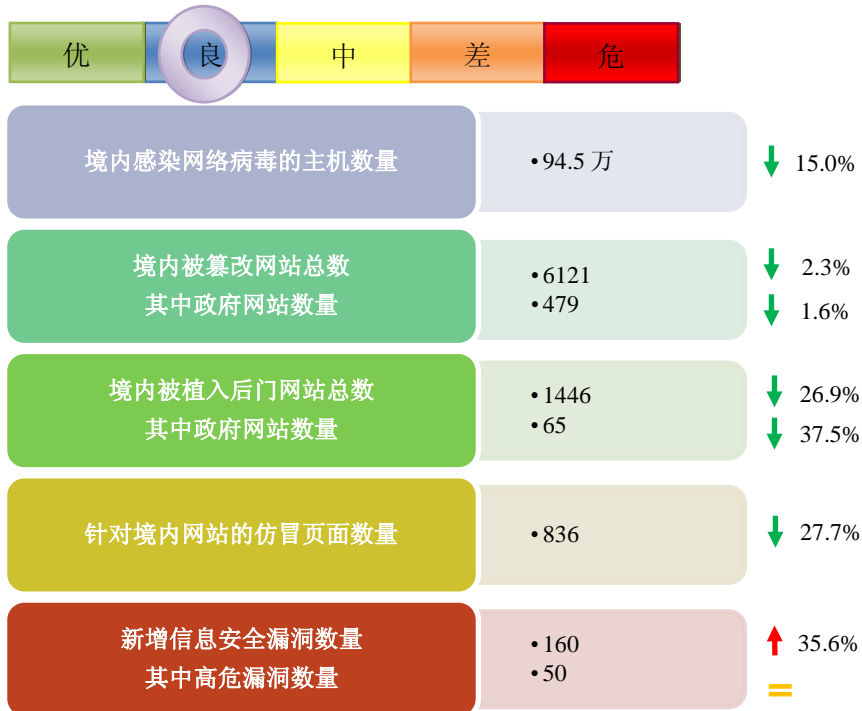 优 良 中 差 危
境内感染网络病毒的主机数量 •94.5 万 ↓ 15.0%
境内被篡改网站总数 •6121 ↓ 2.3%
其中政府网站数量 •479 ↓ 1.6%
境内被植入后门网站总数 •1446 ↓ 26.9%
其中政府网站数量 •65 ↓ 37.5%
针对境内网站的仿冒页面数量 •836 ↓ 27.7%
新增信息安全漏洞数量 •160 ↑ 35.6%
其中高危漏洞数量 •50 =